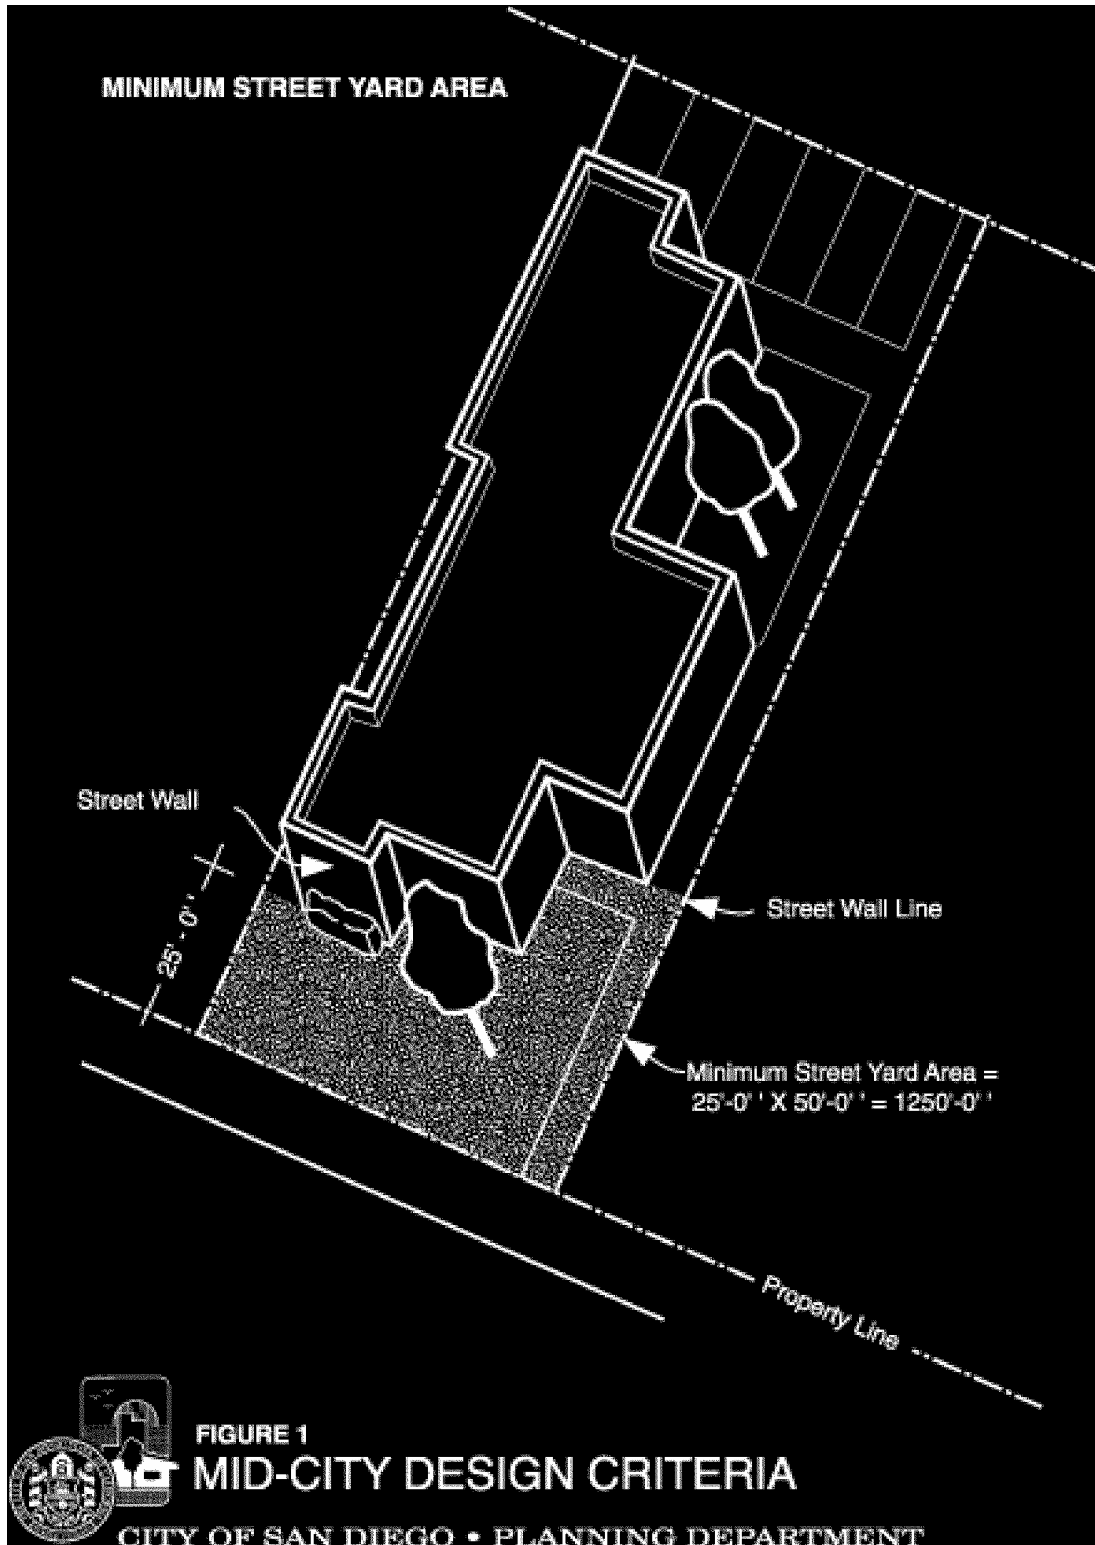 MINIMUM STREET YARD AREA
Street Wall
25' - 0' '
Street Wall Line
Minimum Street Yard Area =
25'-0' ' X 50'-0' ' = 1250'-0' '
Property Line
FIGURE 1
MID-CITY DESIGN CRITERIA
CITY OF SAN DIEGO • PLANNING DEPARTMENT